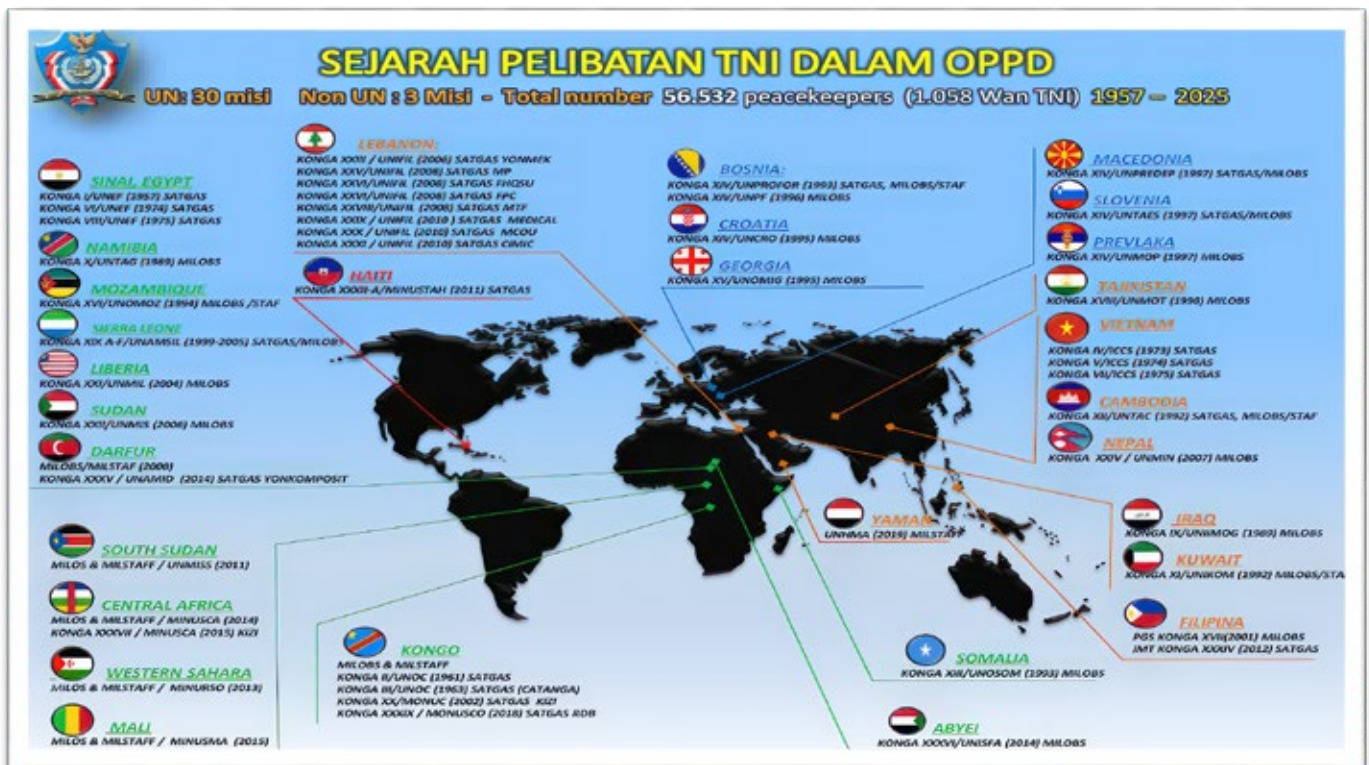 SEJARAH PELIBATAN TNI DALAM OPPD
UN: 30 misi Non UN : 3 Misi - Total number 56.532 peacekeepers (1.058 Wan TNI) 1957 – 2025
SINAI, EGYPT
KONGA I/UNEF (1957) SATGAS
KONGA VI/UNEF (1974) SATGAS
KONGA VIII/UNEF (1975) SATGAS
NAMIBIA
KONGA X/UNTAG (1989) MILOBS
MOZAMBIQUE
KONGA XVI/UNOMOZ (1994) MILOBS /STAF
SIERRA LEONE
KONGA XIX A-F/UNAMSIL (1999-2005) SATGAS/MILOBS
LIBERIA
KONGA XXI/UNMIL (2004) MILOBS
SUDAN
KONGA XXII/UNMIS (2006) MILOBS
DARFUR
MILOBS/MILSTAF (2008)
KONGA XXXV / UNAMID (2014) SATGAS YONKOMPOSIT
SOUTH SUDAN
MILOS & MILSTAFF / UNMISS (2011)
CENTRAL AFRICA
MILOS & MILSTAFF / MINUSCA (2014)
KONGA XXXVII / MINUSCA (2015) KIZI
WESTERN SAHARA
MILOS & MILSTAFF / MINURSO (2013)
MALI
MILOS & MILSTAFF / MINUSMA (2015)
LEBANON:
KONGA XXIII / UNIFIL (2006) SATGAS YONMEK
KONGA XXV/UNIFIL (2008) SATGAS MP
KONGA XXVI/UNIFIL (2008) SATGAS FHQSU
KONGA XXVI/UNIFIL (2008) SATGAS FPC
KONGA XXVIII/UNIFIL (2008) SATGAS MTF
KONGA XXIX / UNIFIL (2010 ) SATGAS MEDICAL
KONGA XXX / UNIFIL (2010) SATGAS MCOU
KONGA XXXI / UNIFIL (2010) SATGAS CIMIC
HAITI
KONGA XXXII-A/MINUSTAH (2011) SATGAS
BOSNIA:
KONGA XIV/UNPROFOR (1993) SATGAS, MILOBS/STAF
KONGA XIV/UNPF (1996) MILOBS
CROATIA
KONGA XIV/UNCRO (1995) MILOBS
GEORGIA
KONGA XV/UNOMIG (1995) MILOBS
MACEDONIA
KONGA XIV/UNPREDEP (1997) SATGAS/MILOBS
SLOVENIA
KONGA XIV/UNTAES (1997) SATGAS/MILOBS
PREVLAKA
KONGA XIV/UNMOP (1997) MILOBS
TAJIKISTAN
KONGA XVIII/UNMOT (1998) MILOBS
VIETNAM
KONGA IV/ICCS (1973) SATGAS
KONGA V/ICCS (1974) SATGAS
KONGA VII/ICCS (1975) SATGAS
CAMBODIA
KONGA XII/UNTAC (1992) SATGAS, MILOBS/STAF
NEPAL
KONGA XXIV / UNMIN (2007) MILOBS
IRAQ
KONGA IX/UNIIMOG (1989) MILOBS
KUWAIT
KONGA XI/UNIKOM (1992) MILOBS/STA
FILIPINA
PGS KONGA XVII(2001) MILOBS
IMT KONGA XXXIV (2012) SATGAS
YAMAN
UNHMA (2019) MILSTAFF
KONGO
MILOBS & MILSTAFF
KONGA II/UNOC (1961) SATGAS
KONGA III/UNOC (1963) SATGAS (CATANGA)
KONGA XX/MONUC (2002) SATGAS KIZI
KONGA XXXIX / MONUSCO (2018) SATGAS RDB
SOMALIA
KONGA XIII/UNOSOM (1993) MILOBS
ABYEI
KONGA XXXVI/UNISFA (2014) MILOBS